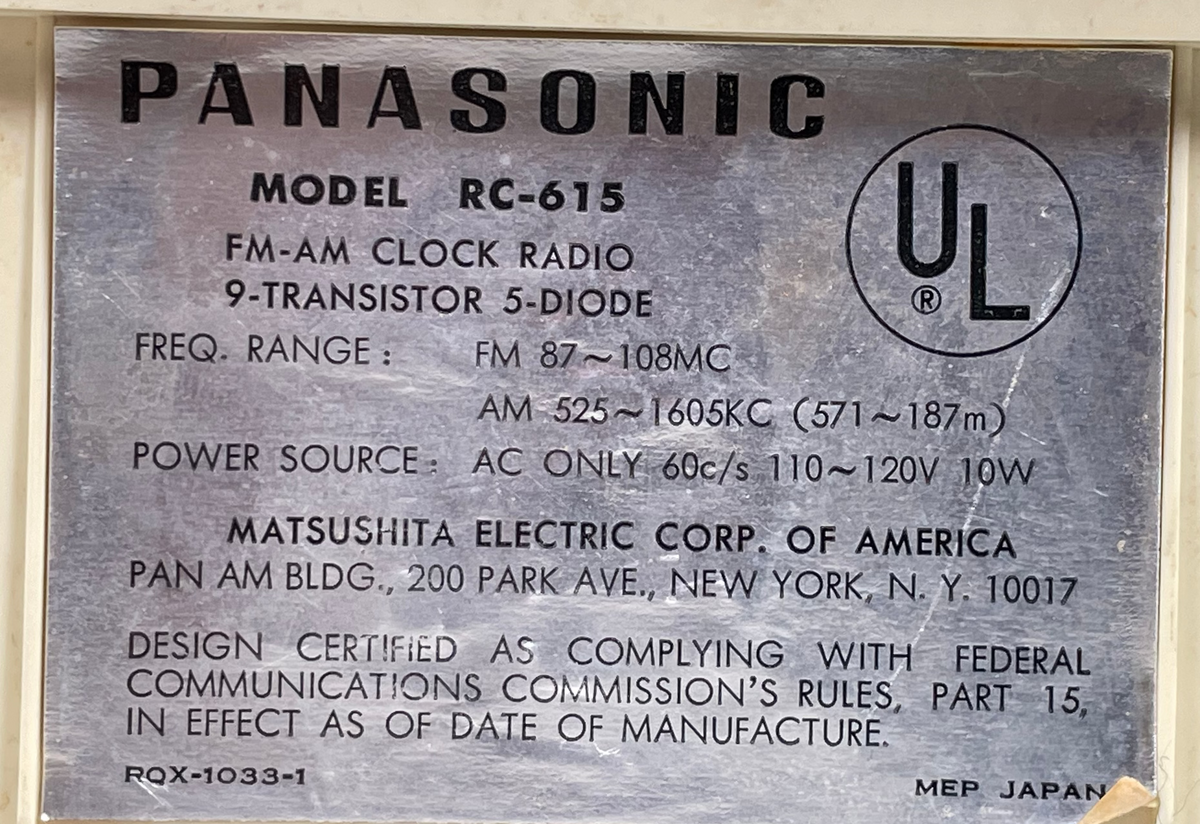 PANASONIC
MODEL RC-615
UL
®
FM-AM CLOCK RADIO
9-TRANSISTOR 5-DIODE
FREQ. RANGE : FM 87~108MC
AM 525~1605KC (571~187m)
POWER SOURCE : AC ONLY 60c/s 110~120V 10W
MATSUSHITA ELECTRIC CORP. OF AMERICA
PAN AM BLDG., 200 PARK AVE., NEW YORK, N. Y. 10017
DESIGN CERTIFIED AS COMPLYING WITH FEDERAL
COMMUNICATIONS COMMISSION'S RULES, PART 15,
IN EFFECT AS OF DATE OF MANUFACTURE.
RQX-1033-1
MEP JAPAN